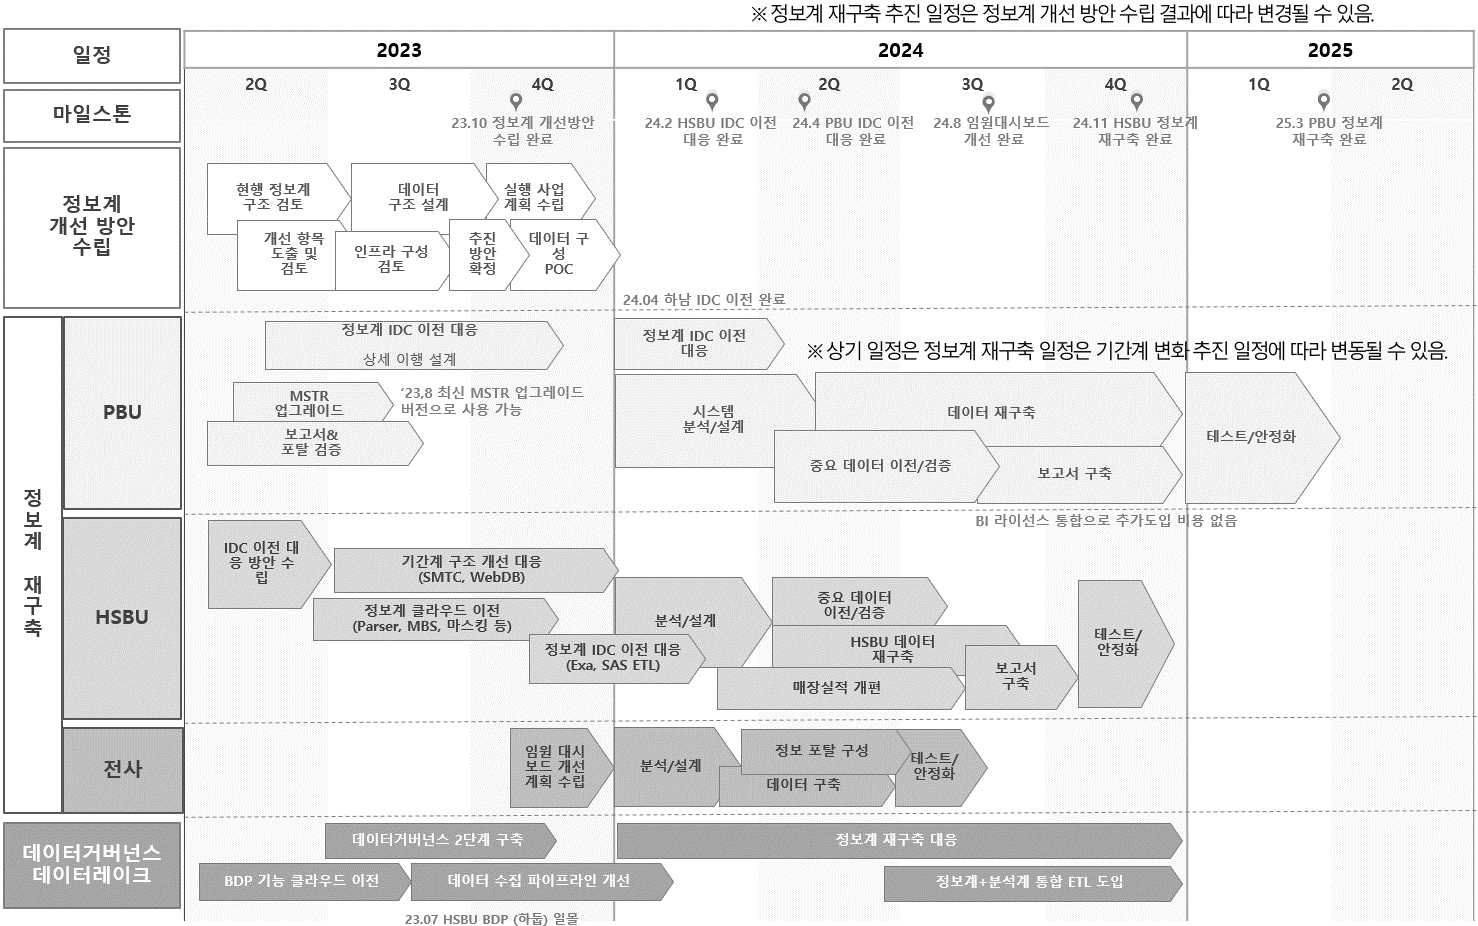 ※ 정보계 재구축 추진 일정은 정보계 개선 방안 수립 결과에 따라 변경될 수 있음.
일정
2023
2024
2025
2Q
3Q
4Q
1Q
2Q
3Q
4Q
1Q
2Q
마일스톤
23.10 정보계 개선방안
수립 완료
24.2 HSBU IDC 이전
대응 완료
24.4 PBU IDC 이전
대응 완료
24.8 임원대시보드
개선 완료
24.11 HSBU 정보계
재구축 완료
25.3 PBU 정보계
재구축 완료
정보계
개선 방안
수립
현행 정보계
구조 검토
데이터
구조 설계
실행 사업
계획 수립
개선 항목
도출 및
검토
인프라 구성
검토
추진
방안
확정
데이터 구
성
POC
24.04 하남 IDC 이전 완료
정보계 재구축
PBU
정보계 IDC 이전 대응
상세 이행 설계
정보계 IDC 이전
대응
※ 상기 일정은 정보계 재구축 일정은 기간계 변화 추진 일정에 따라 변동될 수 있음.
MSTR
업그레이드
‘23,8 최신 MSTR 업그레이드
버전으로 사용 가능
보고서&
포탈 검증
시스템
분석/설계
데이터 재구축
중요 데이터 이전/검증
보고서 구축
테스트/안정화
BI 라이선스 통합으로 추가도입 비용 없음
HSBU
IDC 이전 대
응 방안 수
립
기간계 구조 개선 대응
(SMTC, WebDB)
정보계 클라우드 이전
(Parser, MBS, 마스킹 등)
정보계 IDC 이전 대응
(Exa, SAS ETL)
분석/설계
중요 데이터
이전/검증
HSBU 데이터
재구축
매장실적 개편
보고서
구축
테스트/
안정화
전사
임원 대시
보드 개선
계획 수립
분석/설계
정보 포탈 구성
데이터 구축
테스트/
안정화
데이터거버넌스
데이터레이크
데이터거버넌스 2단계 구축
정보계 재구축 대응
BDP 기능 클라우드 이전
데이터 수집 파이프라인 개선
정보계+분석계 통합 ETL 도입
23.07 HSBU BDP (하둡) 일몰